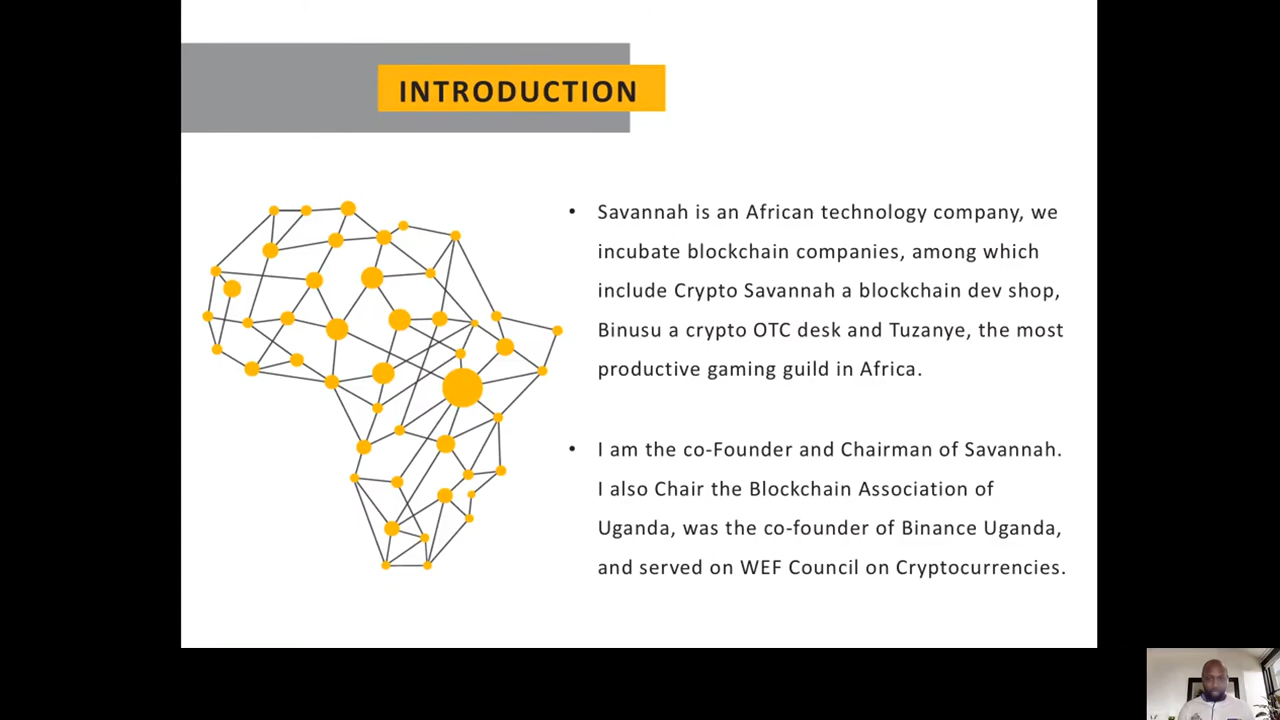 INTRODUCTION
• Savannah is an African technology company, we
incubate blockchain companies, among which
include Crypto Savannah a blockchain dev shop,
Binusu a crypto OTC desk and Tuzanye, the most
productive gaming guild in Africa.
• I am the co-Founder and Chairman of Savannah.
I also Chair the Blockchain Association of
Uganda, was the co-founder of Binance Uganda,
and served on WEF Council on Cryptocurrencies.